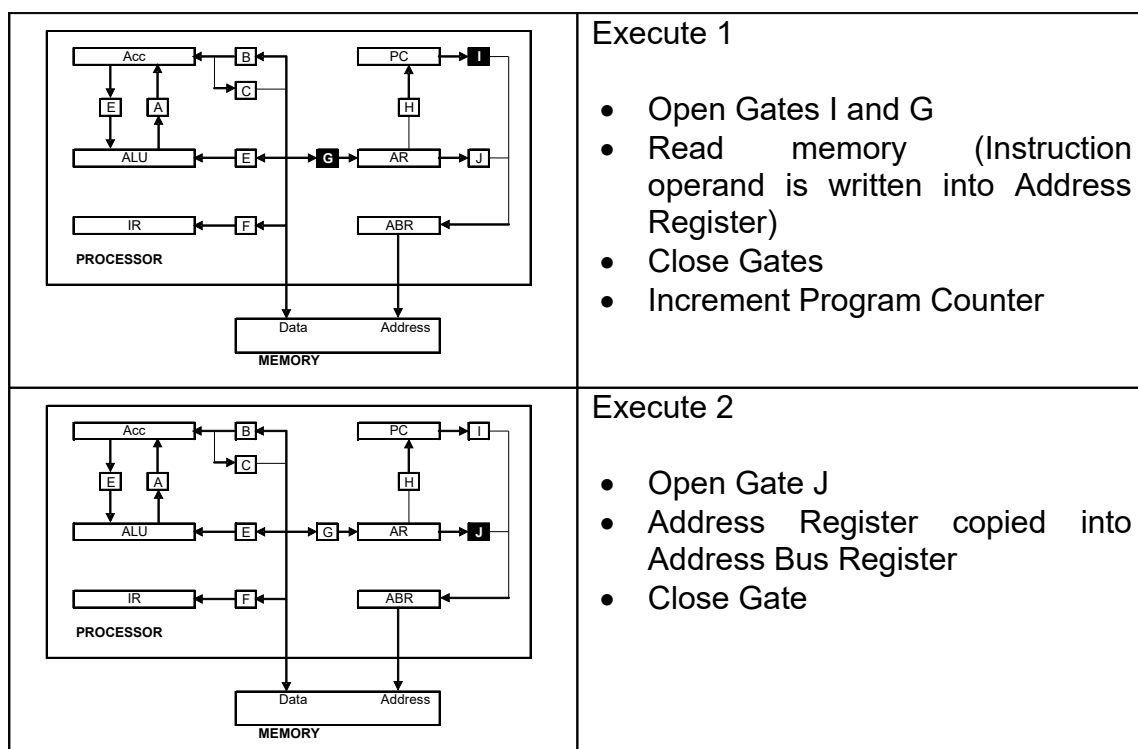 Acc B PC I
C
E A H
ALU E G AR J
IR F ABR
PROCESSOR
Data Address
MEMORY
Execute 1
• Open Gates I and G
• Read memory (Instruction
operand is written into Address
Register)
• Close Gates
• Increment Program Counter
Acc B PC I
C
E A H
ALU E G AR J
IR F ABR
PROCESSOR
Data Address
MEMORY
Execute 2
• Open Gate J
• Address Register copied into
Address Bus Register
• Close Gate